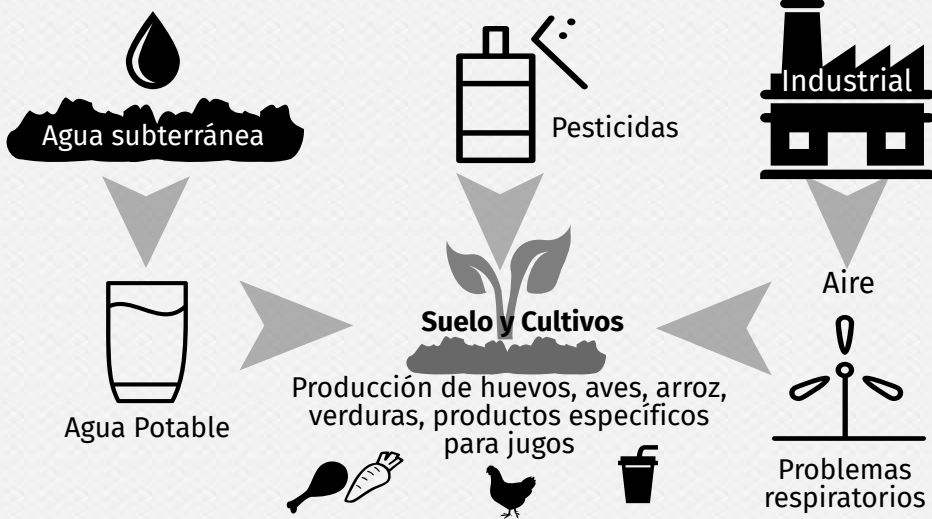 Agua subterránea
Pesticidas
Industrial
Agua Potable
Suelo y Cultivos
Producción de huevos, aves, arroz,
verduras, productos específicos
para jugos
Aire
Problemas
respiratorios